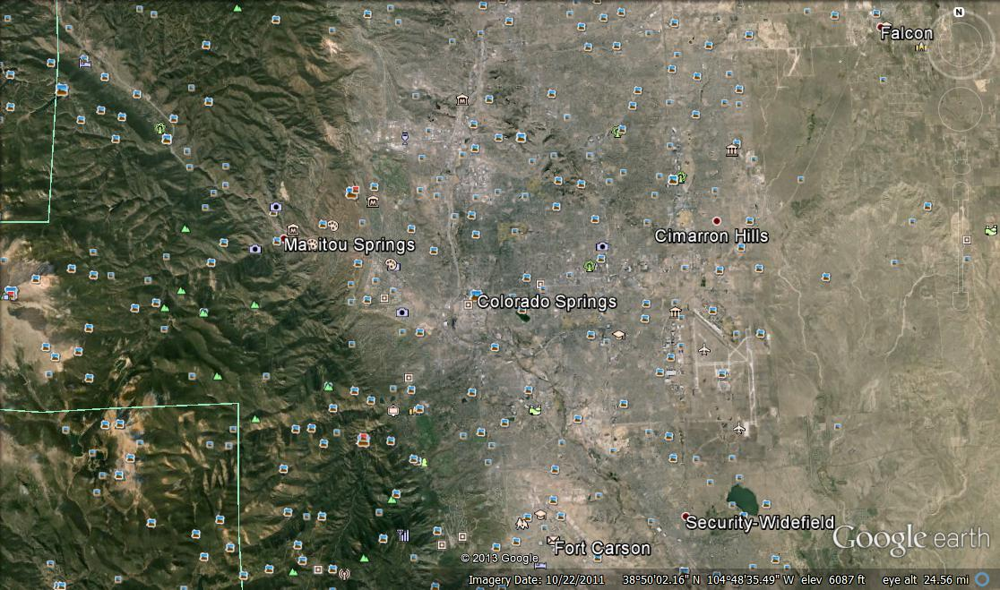 N
Falcon
Cimarron Hills
Manitou Springs
Colorado Springs
Security-Widefield
Google earth
Fort Carson
© 2013 Google
Imagery Date: 10/22/2011 38°50'02.16" N 104°48'35.49" W elev 6087 ft eye alt 24.56 mi